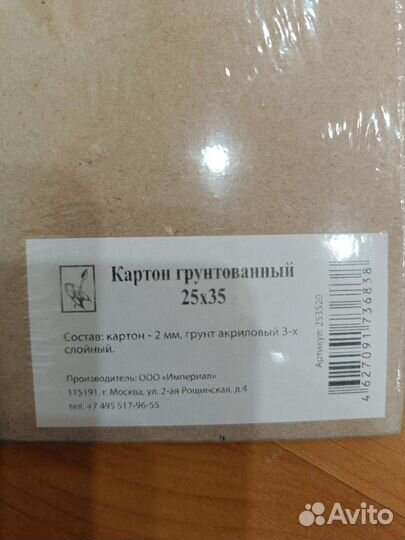 Картон грунтованный
25х35
Состав: картон - 2 мм, грунт акриловый 3-х
слойный.
Производитель: ООО «Империал»
115191, г. Москва, ул. 2-ая Рощинская, д.4
тел. +7 495 517-96-55
Артикул: 253520
4627091736838
Avito